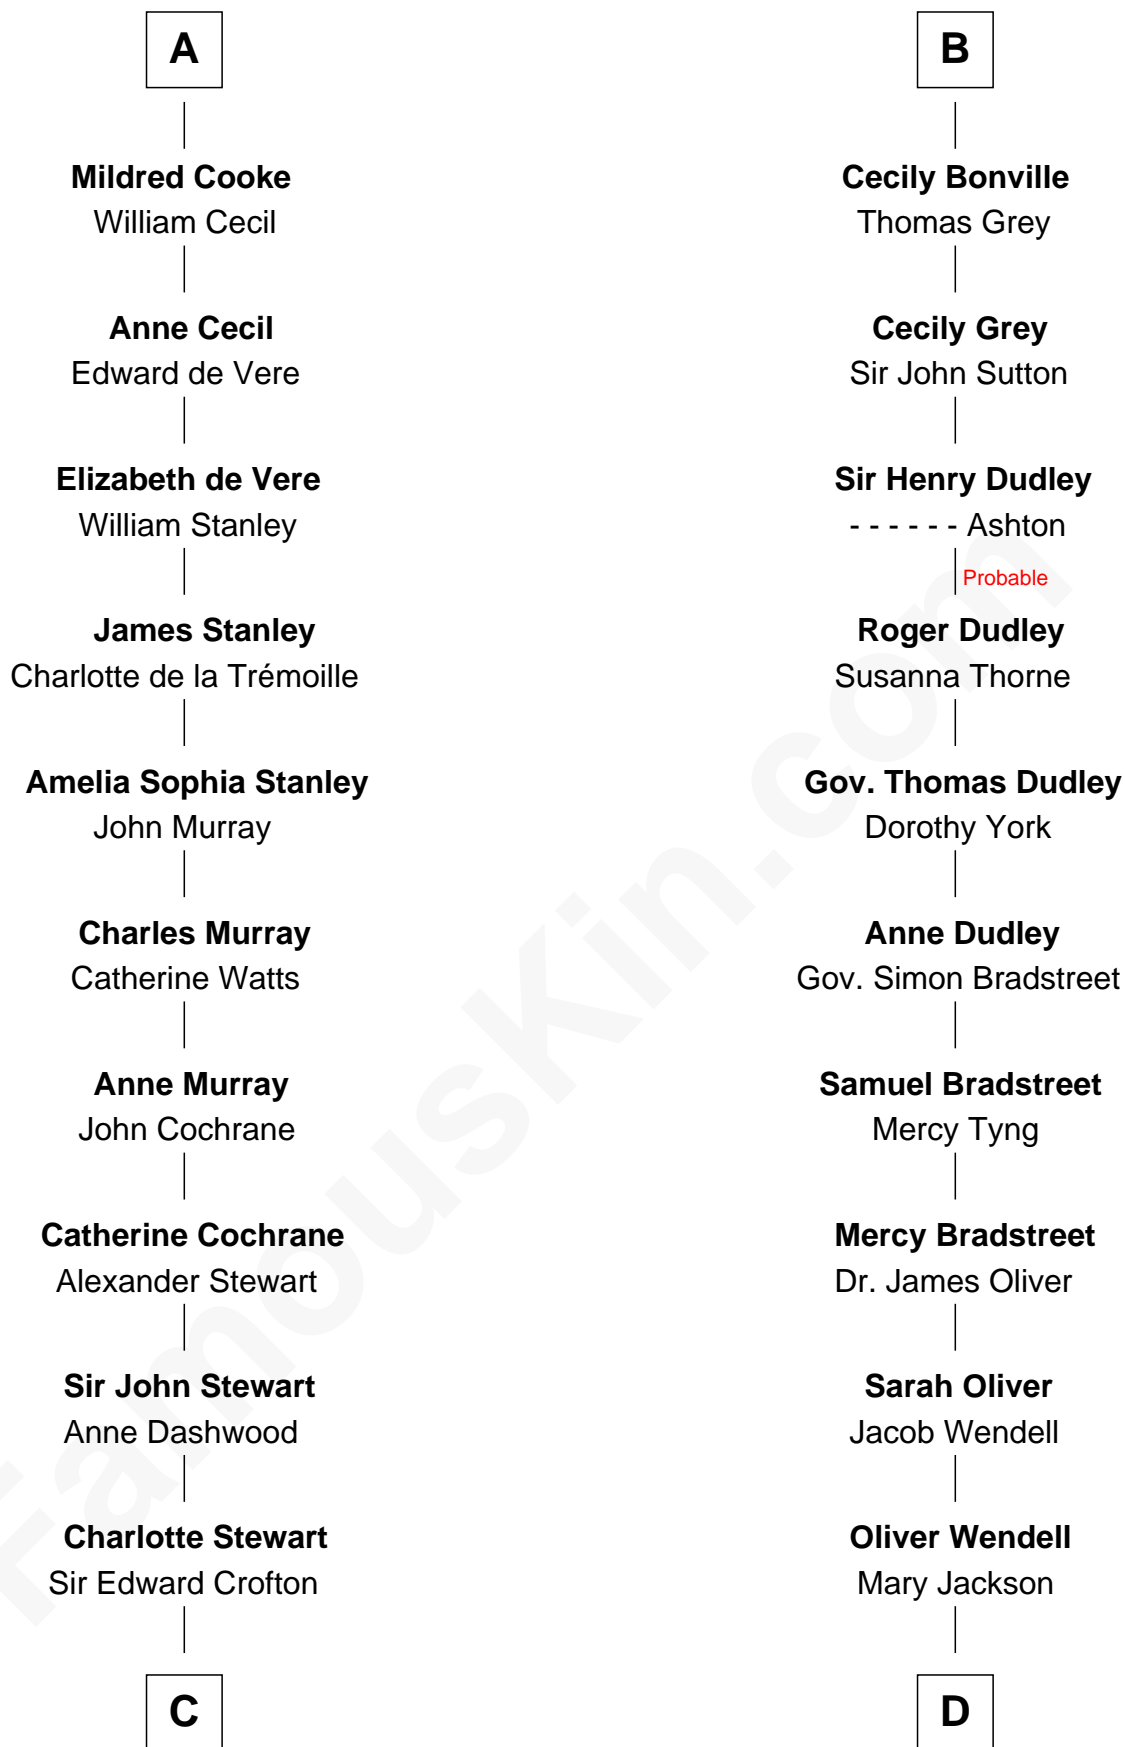 A
Mildred Cooke
William Cecil
Anne Cecil
Edward de Vere
Elizabeth de Vere
William Stanley
James Stanley
Charlotte de la Trémoille
Amelia Sophia Stanley
John Murray
Charles Murray
Catherine Watts
Anne Murray
John Cochrane
Catherine Cochrane
Alexander Stewart
Sir John Stewart
Anne Dashwood
Charlotte Stewart
Sir Edward Crofton
C
B
Cecily Bonville
Thomas Grey
Cecily Grey
Sir John Sutton
Sir Henry Dudley
- - - - - - Ashton
Probable
Roger Dudley
Susanna Thorne
Gov. Thomas Dudley
Dorothy York
Anne Dudley
Gov. Simon Bradstreet
Samuel Bradstreet
Mercy Tyng
Mercy Bradstreet
Dr. James Oliver
Sarah Oliver
Jacob Wendell
Oliver Wendell
Mary Jackson
D
FamousKin.com